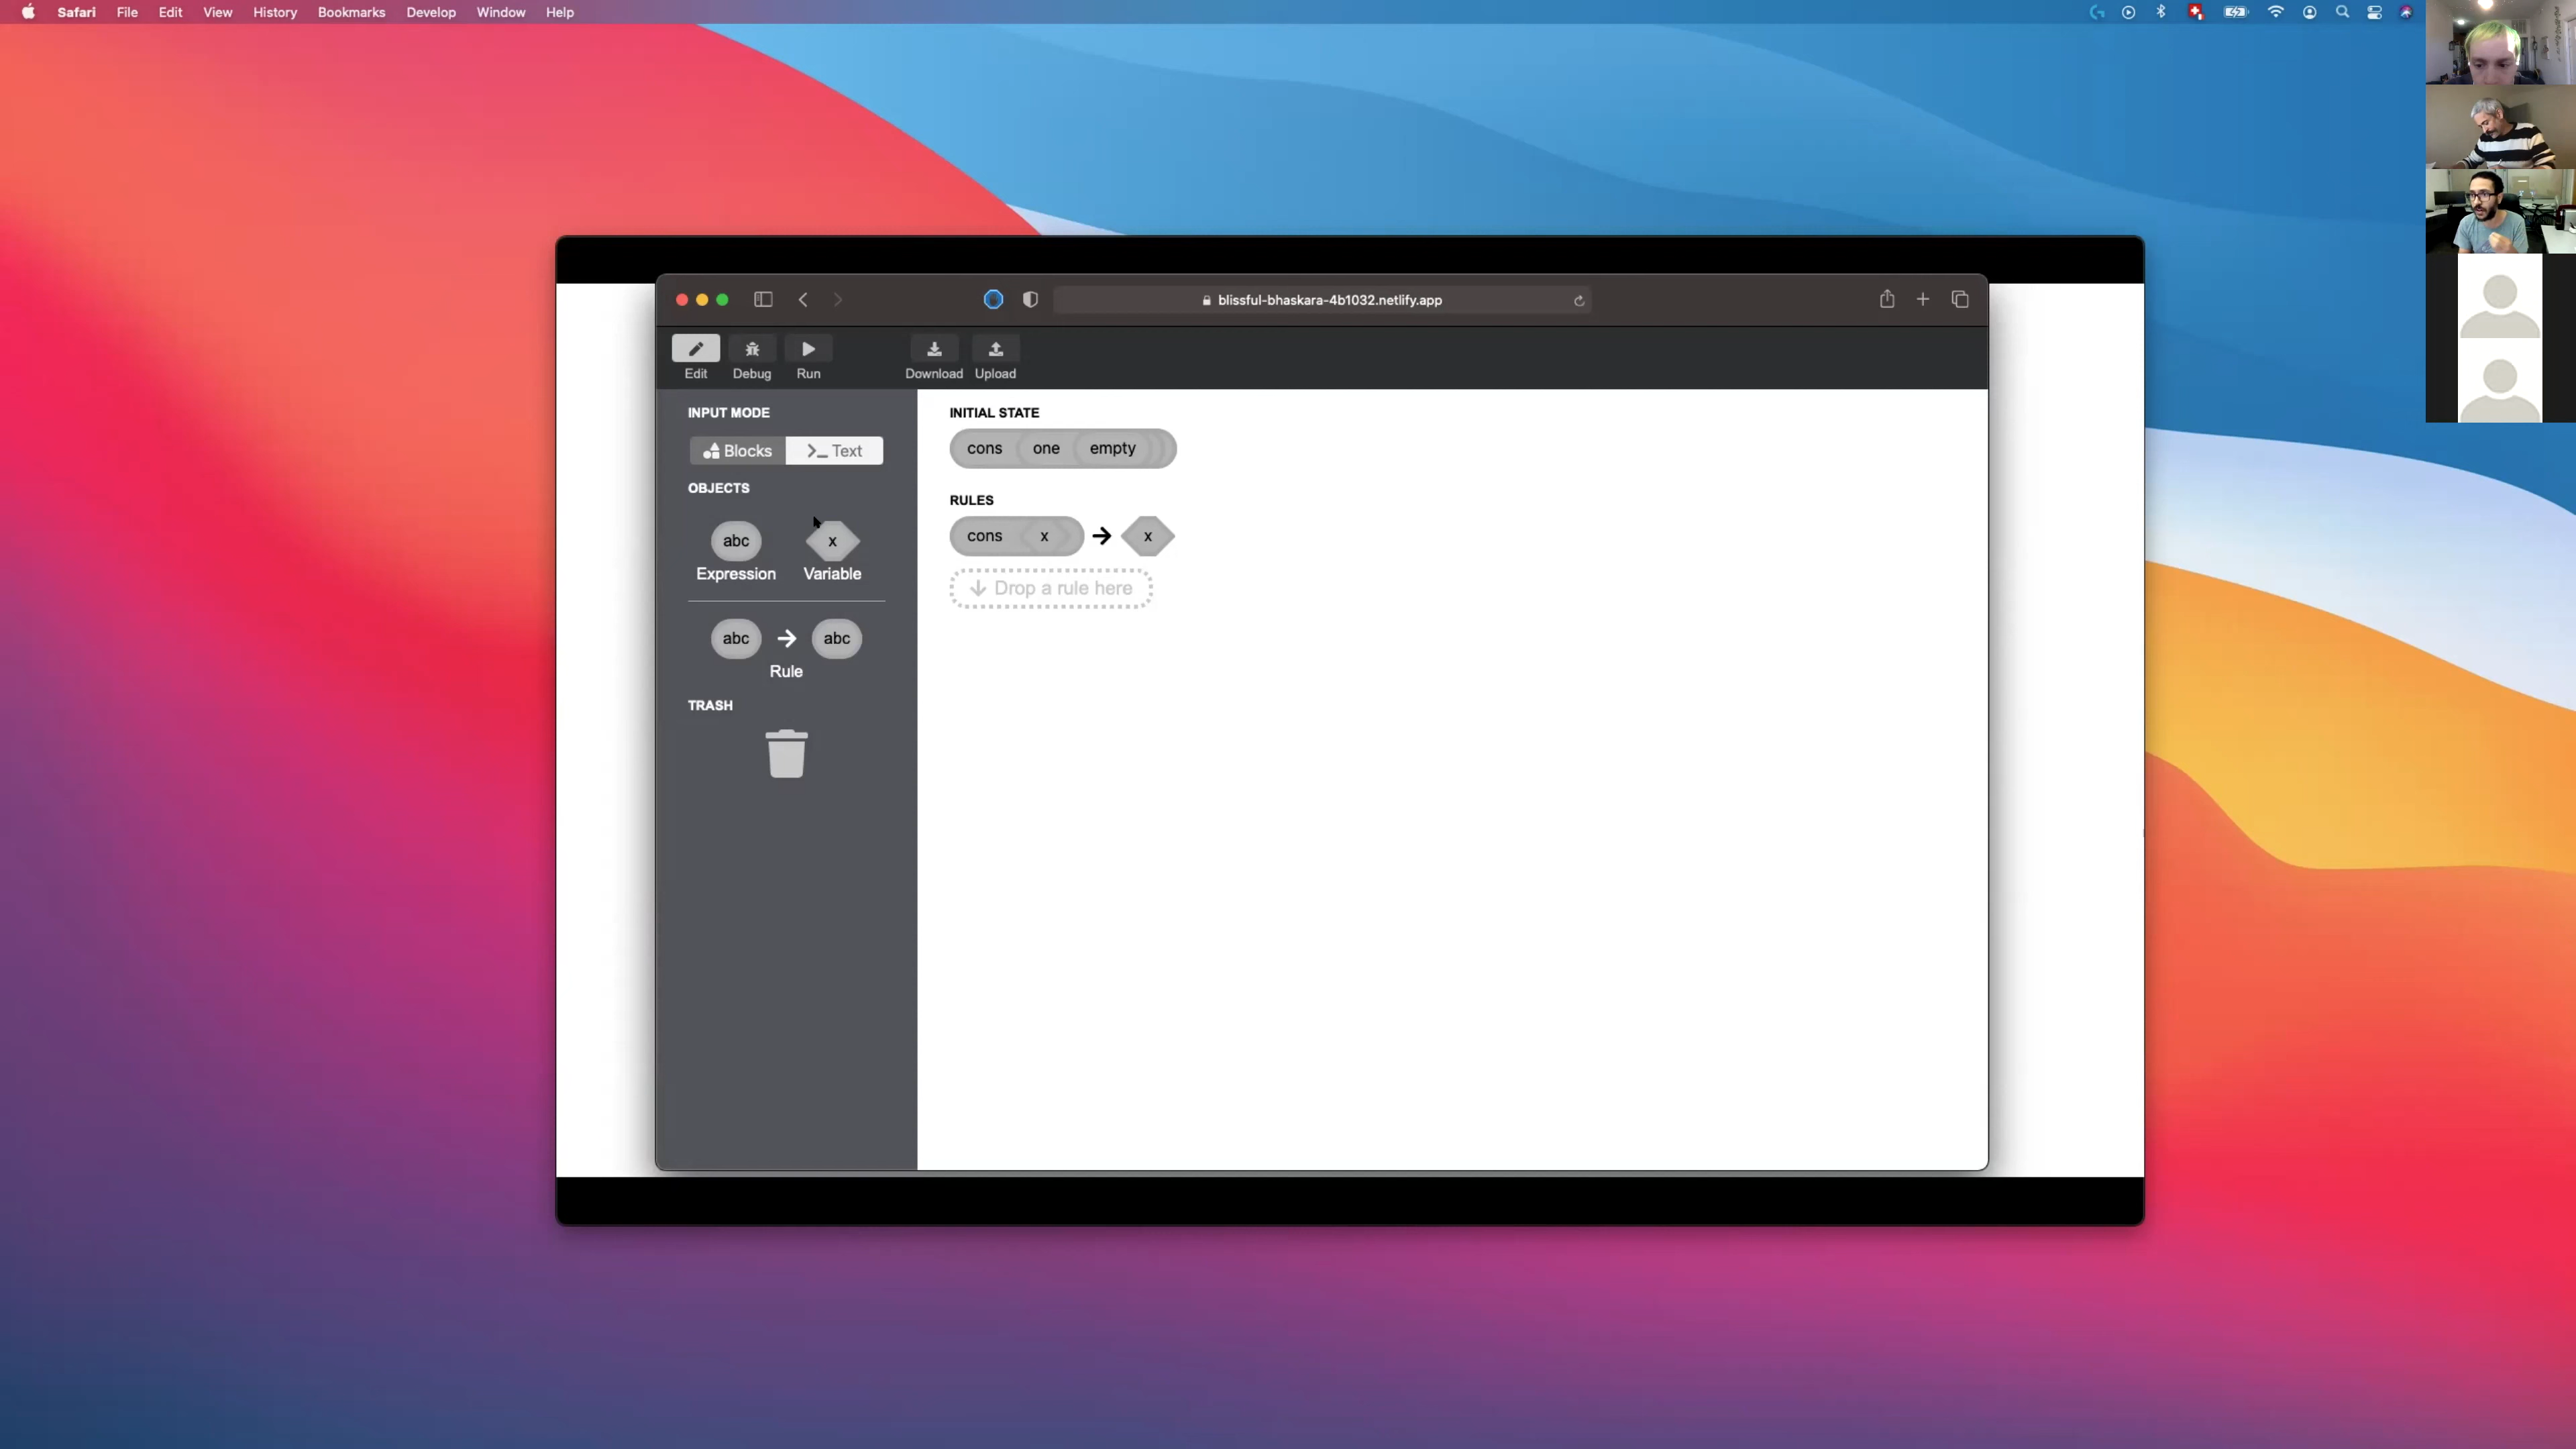 Safari File Edit View History Bookmarks Develop Window Help
blissful-bhaskara-4b1032.netlify.app
Edit Debug Run Download Upload
INPUT MODE
Blocks Text
OBJECTS
abc x
Expression Variable
abc → abc
Rule
TRASH
INITIAL STATE
cons one empty
RULES
cons x → x
↓ Drop a rule here